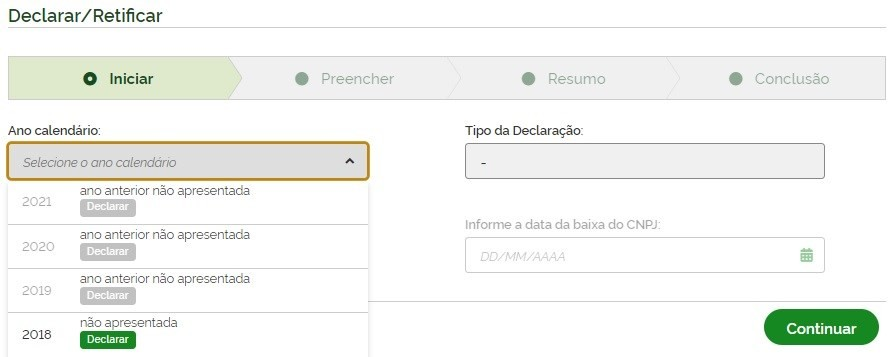 Declarar/Retificar
Iniciar
Preencher
Resumo
Conclusão
Ano calendário:
Tipo da Declaração:
Selecione o ano calendário
-
2021
ano anterior não apresentada
Declarar
2020
ano anterior não apresentada
Declarar
Informe a data da baixa do CNPJ:
DD/MM/AAAA
2019
ano anterior não apresentada
Declarar
2018
não apresentada
Declarar
Continuar